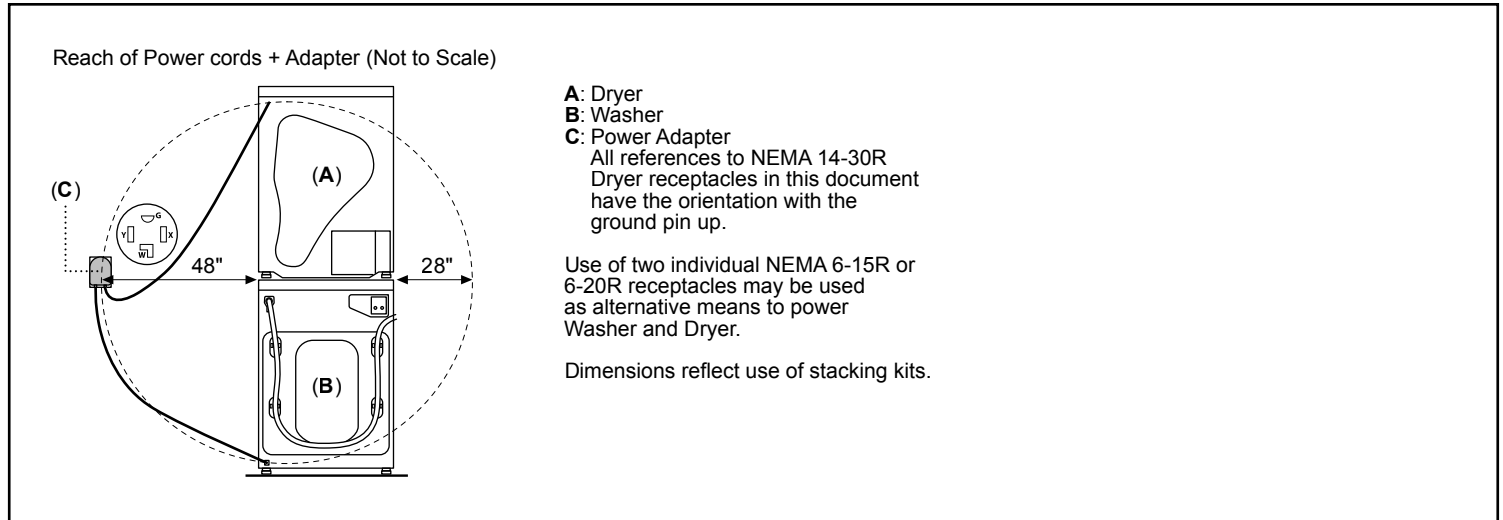 Reach of Power cords + Adapter (Not to Scale)
A: Dryer
B: Washer
C: Power Adapter
All references to NEMA 14-30R
Dryer receptacles in this document
have the orientation with the
ground pin up.
Use of two individual NEMA 6-15R or
6-20R receptacles may be used
as alternative means to power
Washer and Dryer.
Dimensions reflect use of stacking kits.
(A)
(C)
G
Y
X
W
48"
28"
(B)